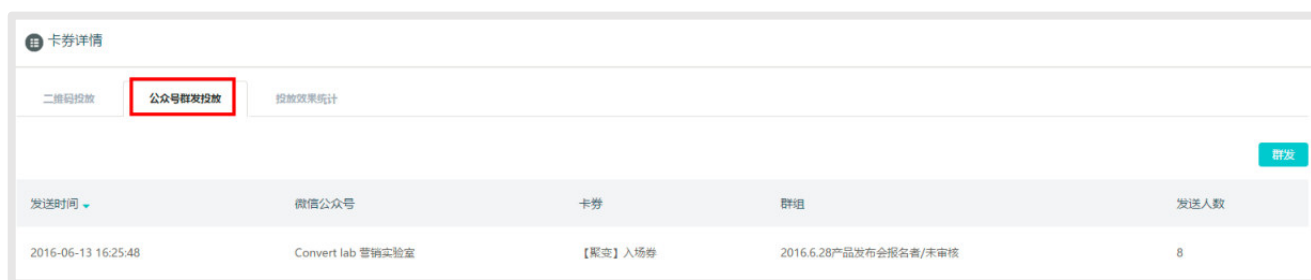 卡券详情
二维码投放 公众号群发投放 投放效果统计
群发
发送时间 微信公众号 卡券 群组 发送人数
2016-06-13 16:25:48 Convert lab 营销实验室 【聚变】入场券 2016.6.28产品发布会报名者/未审核 8